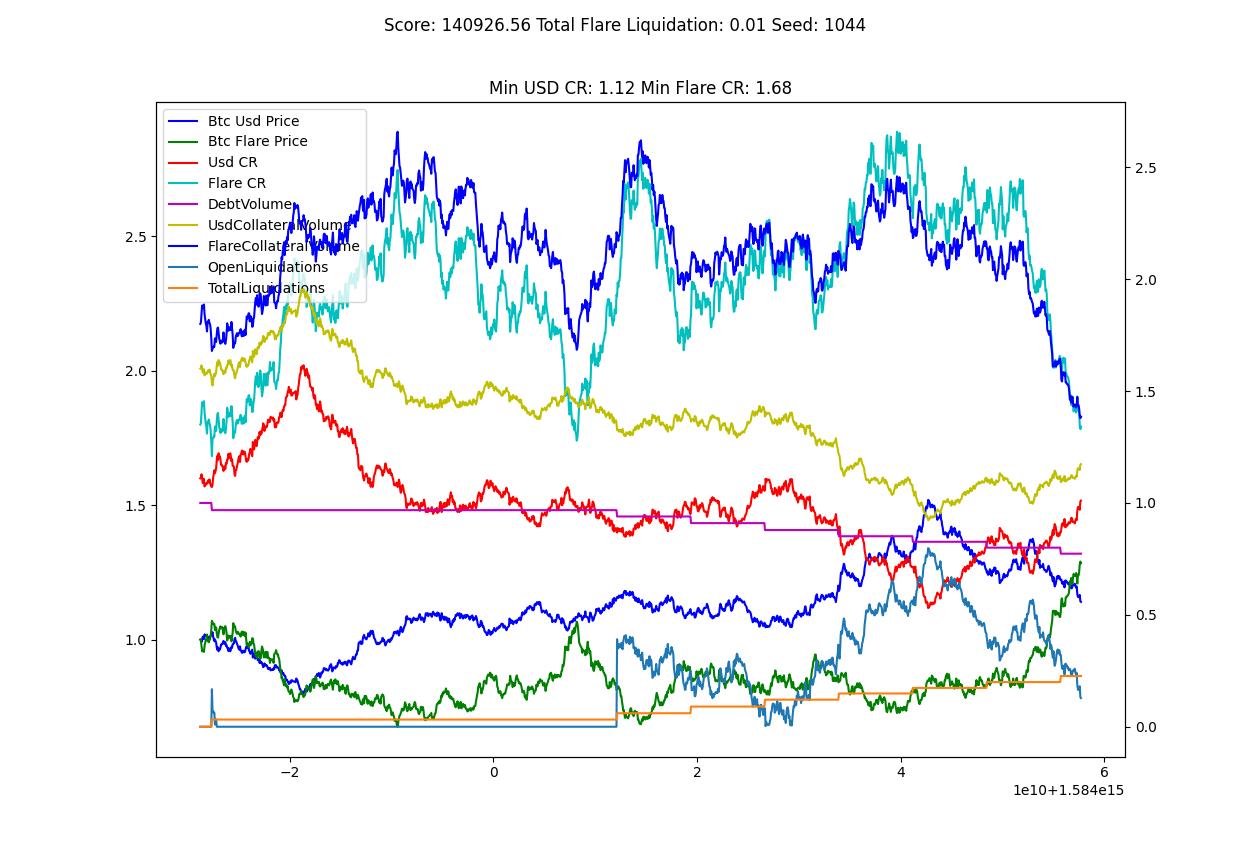 Score: 140926.56 Total Flare Liquidation: 0.01 Seed: 1044
Min USD CR: 1.12 Min Flare CR: 1.68
Btc Usd Price
Btc Flare Price
Usd CR
Flare CR
DebtVolume
UsdCollateralVolume
FlareCollateralVolume
OpenLiquidations
TotalLiquidations
2.5
2.0
1.5
1.0
2.5
2.0
1.5
1.0
0.5
0.0
−2
0
2
4
6
1e10+1.584e15